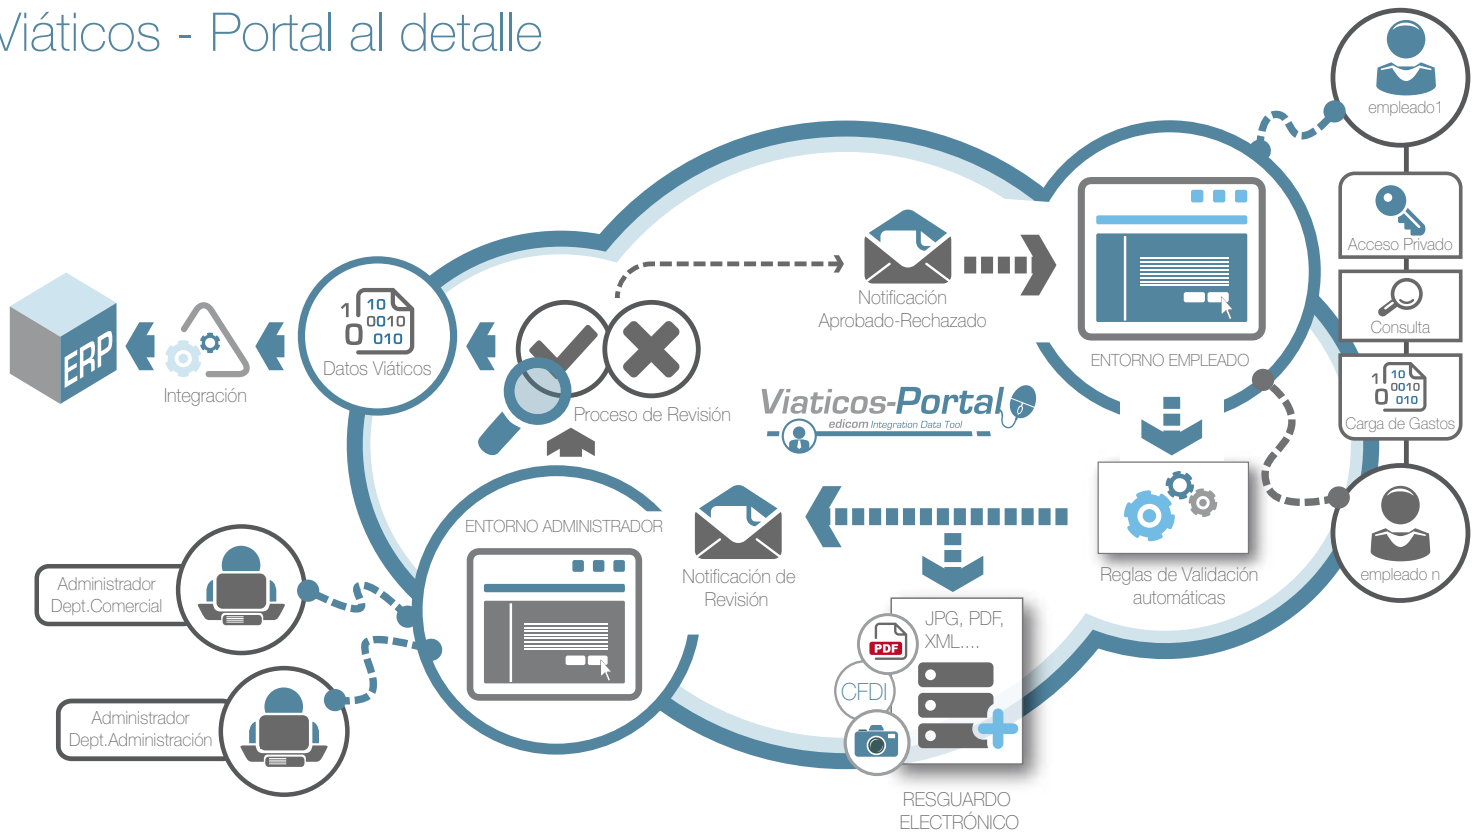 Viáticos - Portal al detalle
empleado1
Acceso Privado
Consulta
Carga de Gastos
empleado n
ENTORNO EMPLEADO
Notificación
Aprobado-Rechazado
ERP
Integración
1 10
0010
0 010
Datos Viáticos
Proceso de Revisión
Viaticos-Portal
edicom Integration Data Tool
1 10
0010
0 010
ENTORNO ADMINISTRADOR
Notificación de
Revisión
Reglas de Validación
automáticas
Administrador
Dept.Comercial
Administrador
Dept.Administración
JPG, PDF,
XML....
PDF
CFDI
RESGUARDO
ELECTRÓNICO